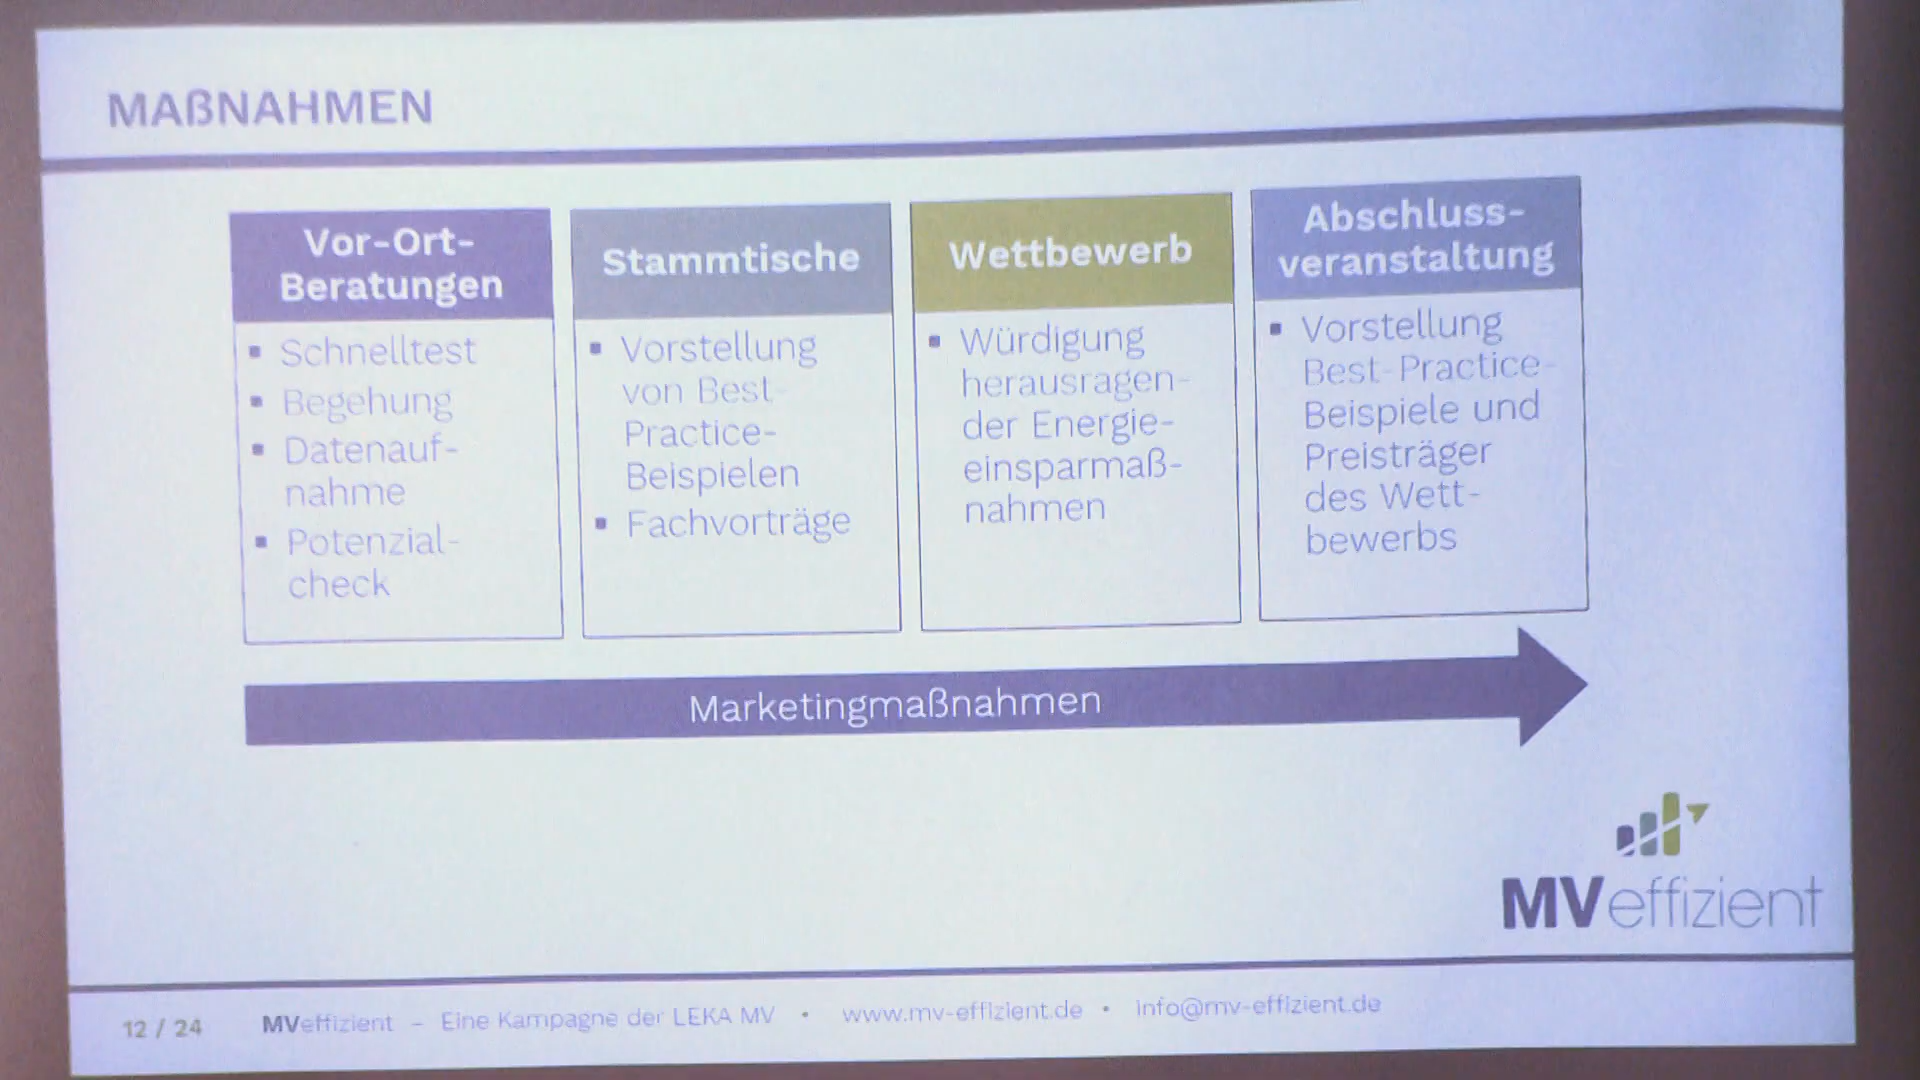 MAßNAHMEN
Vor-Ort-
Beratungen
▪ Schnelltest
▪ Begehung
▪ Datenauf-
nahme
▪ Potenzial-
check
Stammtische
▪ Vorstellung
von Best-
Practice-
Beispielen
▪ Fachvorträge
Wettbewerb
▪ Würdigung
herausragen-
der Energie-
einsparmaß-
nahmen
Abschluss-
veranstaltung
▪ Vorstellung
Best-Practice-
Beispiele und
Preisträger
des Wett-
bewerbs
Marketingmaßnahmen
MVeffizient
12 / 24 MVeffizient – Eine Kampagne der LEKA MV • www.mv-effizient.de • info@mv-effizient.de